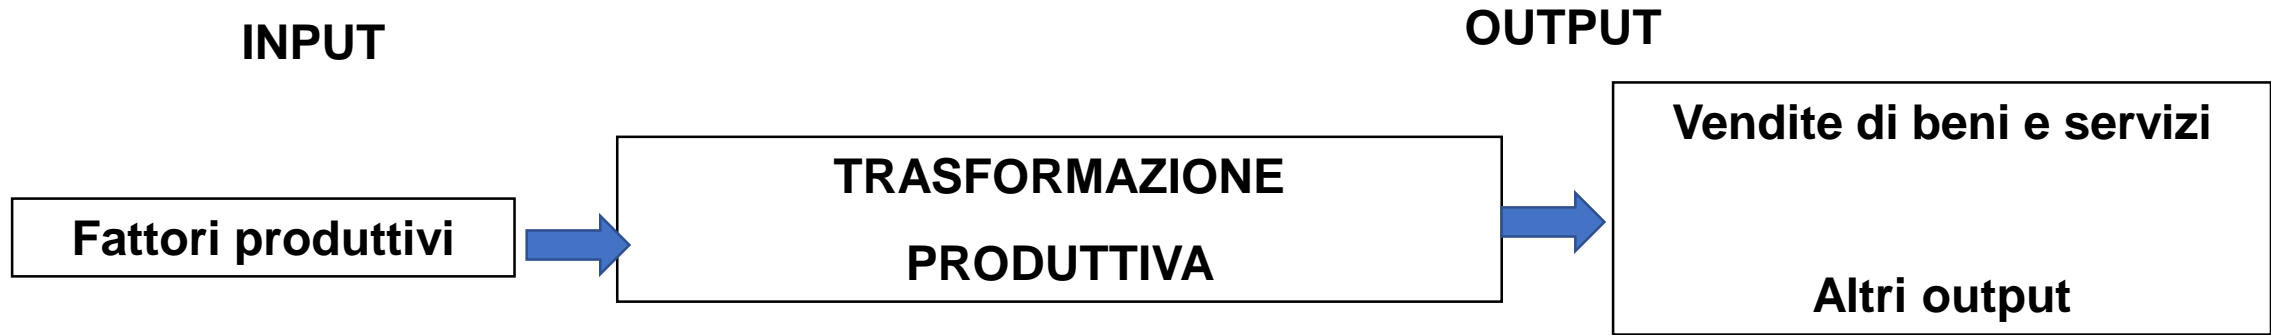 INPUT
OUTPUT
Fattori produttivi
TRASFORMAZIONE
PRODUTTIVA
Vendite di beni e servizi
Altri output